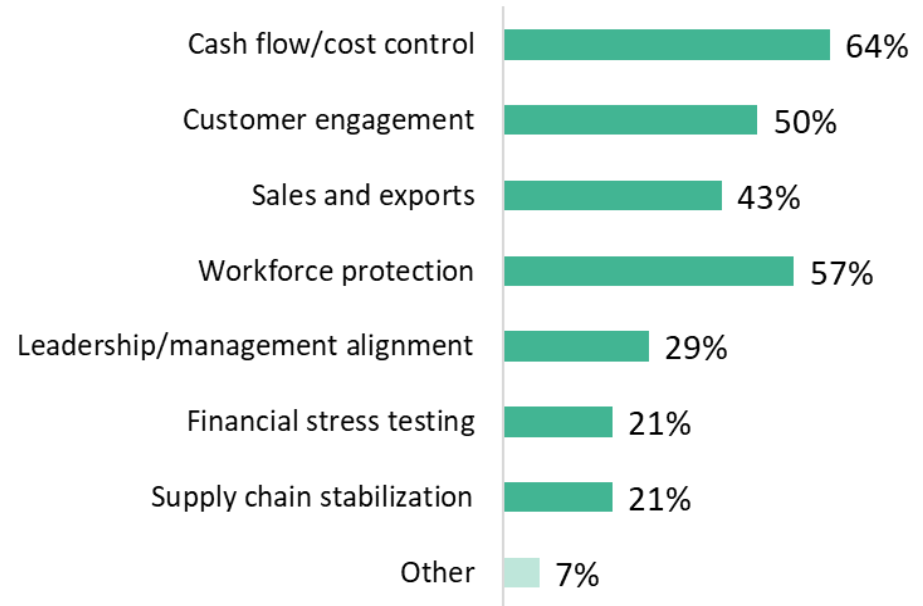 Cash flow/cost control 64%
Customer engagement 50%
Sales and exports 43%
Workforce protection 57%
Leadership/management alignment 29%
Financial stress testing 21%
Supply chain stabilization 21%
Other 7%